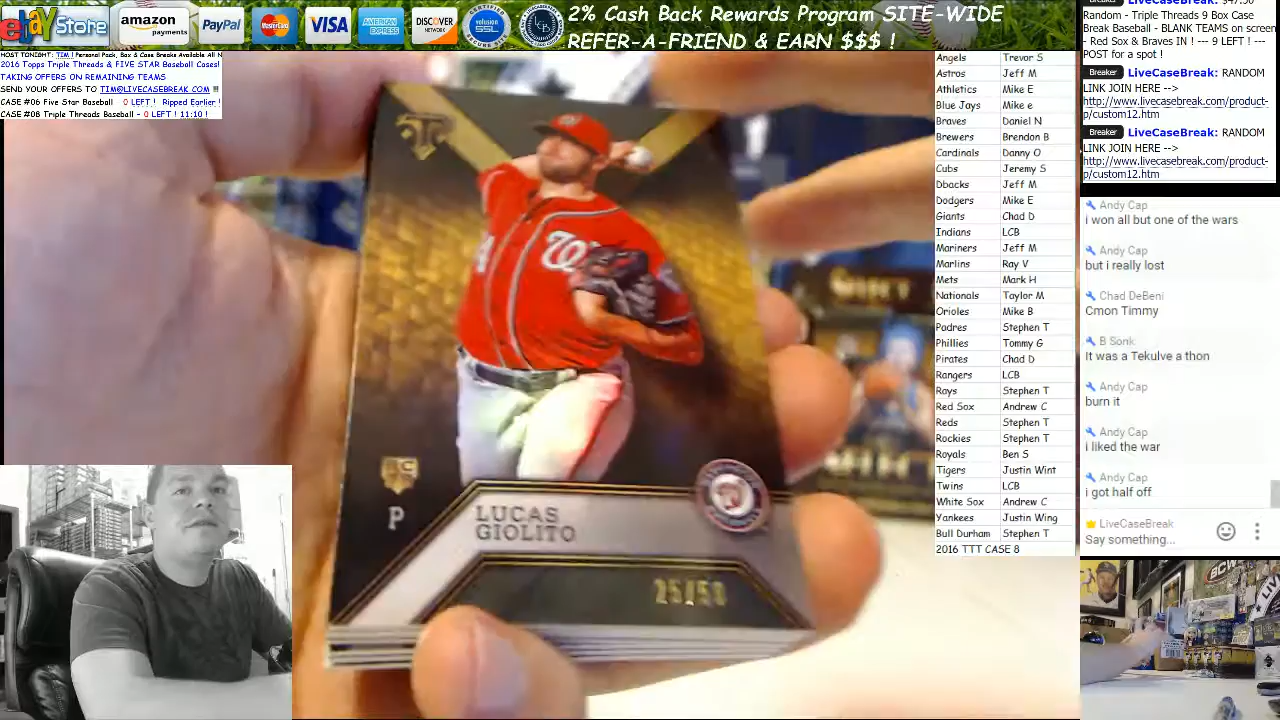 ebay Store
amazon payments
PayPal
MasterCard
VISA
AMERICAN EXPRESS
DISCOVER NETWORK
2% Cash Back Rewards Program SITE-WIDE
REFER-A-FRIEND & EARN $$$ !
2016 Topps Triple Threads & FIVE STAR Baseball Cases!
TAKING OFFERS ON REMAINING TEAMS
SEND YOUR OFFERS TO TIM@LIVECASEBREAK.COM !!!
CASE #06 Five Star Baseball 0 LEFT ! Ripped Earlier !
CASE #08 Triple Threads Baseball - 0 LEFT ! 11:10 !
W
RC
P
LUCAS
GIOLITO
25/50
Angels Trevor S
Astros Jeff M
Athletics Mike E
Blue Jays Mike e
Braves Daniel N
Brewers Brendon B
Cardinals Danny O
Cubs Jeremy S
Dbacks Jeff M
Dodgers Mike E
Giants Chad D
Indians LCB
Mariners Jeff M
Marlins Ray V
Mets Mark H
Nationals Taylor M
Orioles Mike B
Padres Stephen T
Phillies Tommy G
Pirates Chad D
Rangers LCB
Rays Stephen T
Red Sox Andrew C
Reds Stephen T
Rockies Stephen T
Royals Ben S
Tigers Justin Wint
Twins LCB
White Sox Andrew C
Yankees Justin Wing
Bull Durham Stephen T
2016 TTT CASE 8
Random - Triple Threads 9 Box Case
Break Baseball - BLANK TEAMS on screen
- Red Sox & Braves IN ! --- 9 LEFT ! ---
POST for a spot !
Breaker LiveCaseBreak: RANDOM
LINK JOIN HERE -->
http://www.livecasebreak.com/product-
p/custom12.htm
Breaker LiveCaseBreak: RANDOM
LINK JOIN HERE -->
http://www.livecasebreak.com/product-
p/custom12.htm
Andy Cap
i won all but one of the wars
Andy Cap
but i really lost
Chad DeBeni
Cmon Timmy
B Sonk
It was a Tekulve a thon
Andy Cap
burn it
Andy Cap
i liked the war
Andy Cap
i got half off
LiveCaseBreak
Say something...